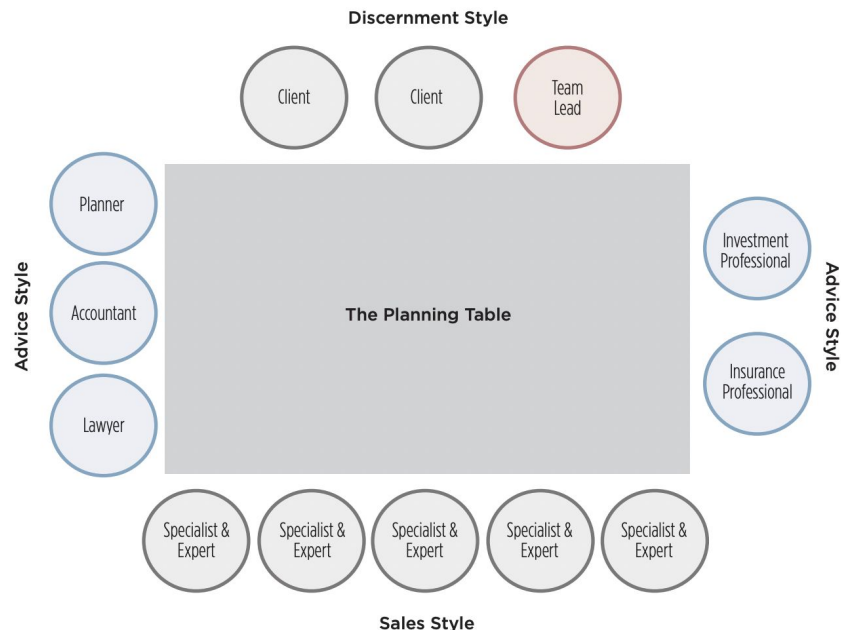 Discernment Style
Client
Client
Team
Lead
Planner
Accountant
Lawyer
Advice Style
The Planning Table
Investment
Professional
Insurance
Professional
Advice Style
Specialist &
Expert
Specialist &
Expert
Specialist &
Expert
Specialist &
Expert
Specialist &
Expert
Sales Style